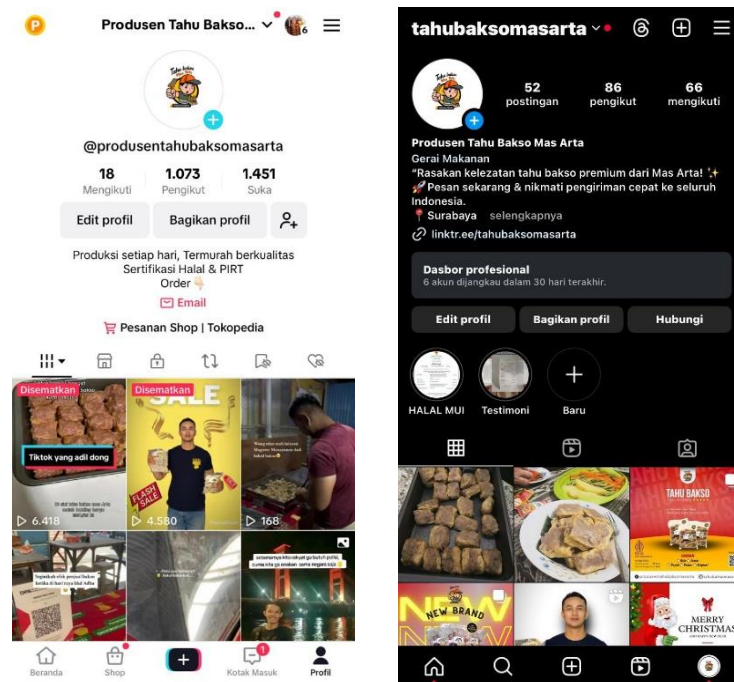 Produsen Tahu Bakso...
6
@produsentahubaksomasarta
18
1.073
1.451
Mengikuti
Pengikut
Suka
Edit profil
Bagikan profil
Produksi setiap hari, Termurah berkualitas
Sertifikasi Halal & PIRT
Order
Email
Pesanan Shop | Tokopedia
Disematkan
Tiktok yang adil dong
6.418
Disematkan
SALE
FLASH SALE
4.580
168
Beranda
Shop
1
Kotak Masuk
Profil
tahubaksomasarta
52
86
66
postingan
pengikut
mengikuti
Produsen Tahu Bakso Mas Arta
Gerai Makanan
"Rasakan kelezatan tahu bakso premium dari Mas Arta!
Pesan sekarang & nikmati pengiriman cepat ke seluruh
Indonesia.
Surabaya selengkapnya
linktr.ee/tahubaksomasarta
Dasbor profesional
6 akun dijangkau dalam 30 hari terakhir.
Edit profil
Bagikan profil
Hubungi
HALAL MUI
Testimoni
Baru
TAHU BAKSO
NEW BRAND
MERRY
CHRISTMAS